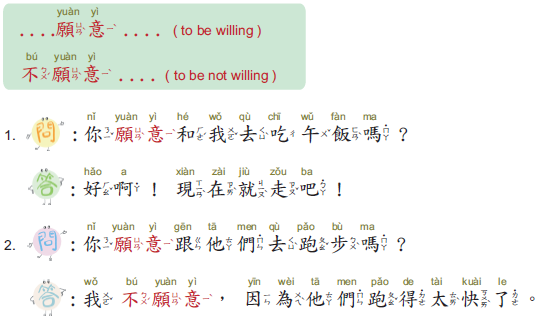 yuàn yì
....願意.... ( to be willing )
bú yuàn yì
不願意.... ( to be not willing )
nǐ yuàn yì hé wǒ qù chī wǔ fàn ma
1. 問：你願意和我去吃午飯嗎？
hǎo a xiàn zài jiù zǒu ba
答：好啊！現在就走吧！
nǐ yuàn yì gēn tā men qù pǎo bù ma
2. 問：你願意跟他們去跑步嗎？
wǒ bú yuàn yì yīn wèi tā men pǎo de tài kuài le
答：我不願意，因為他們跑得太快了。